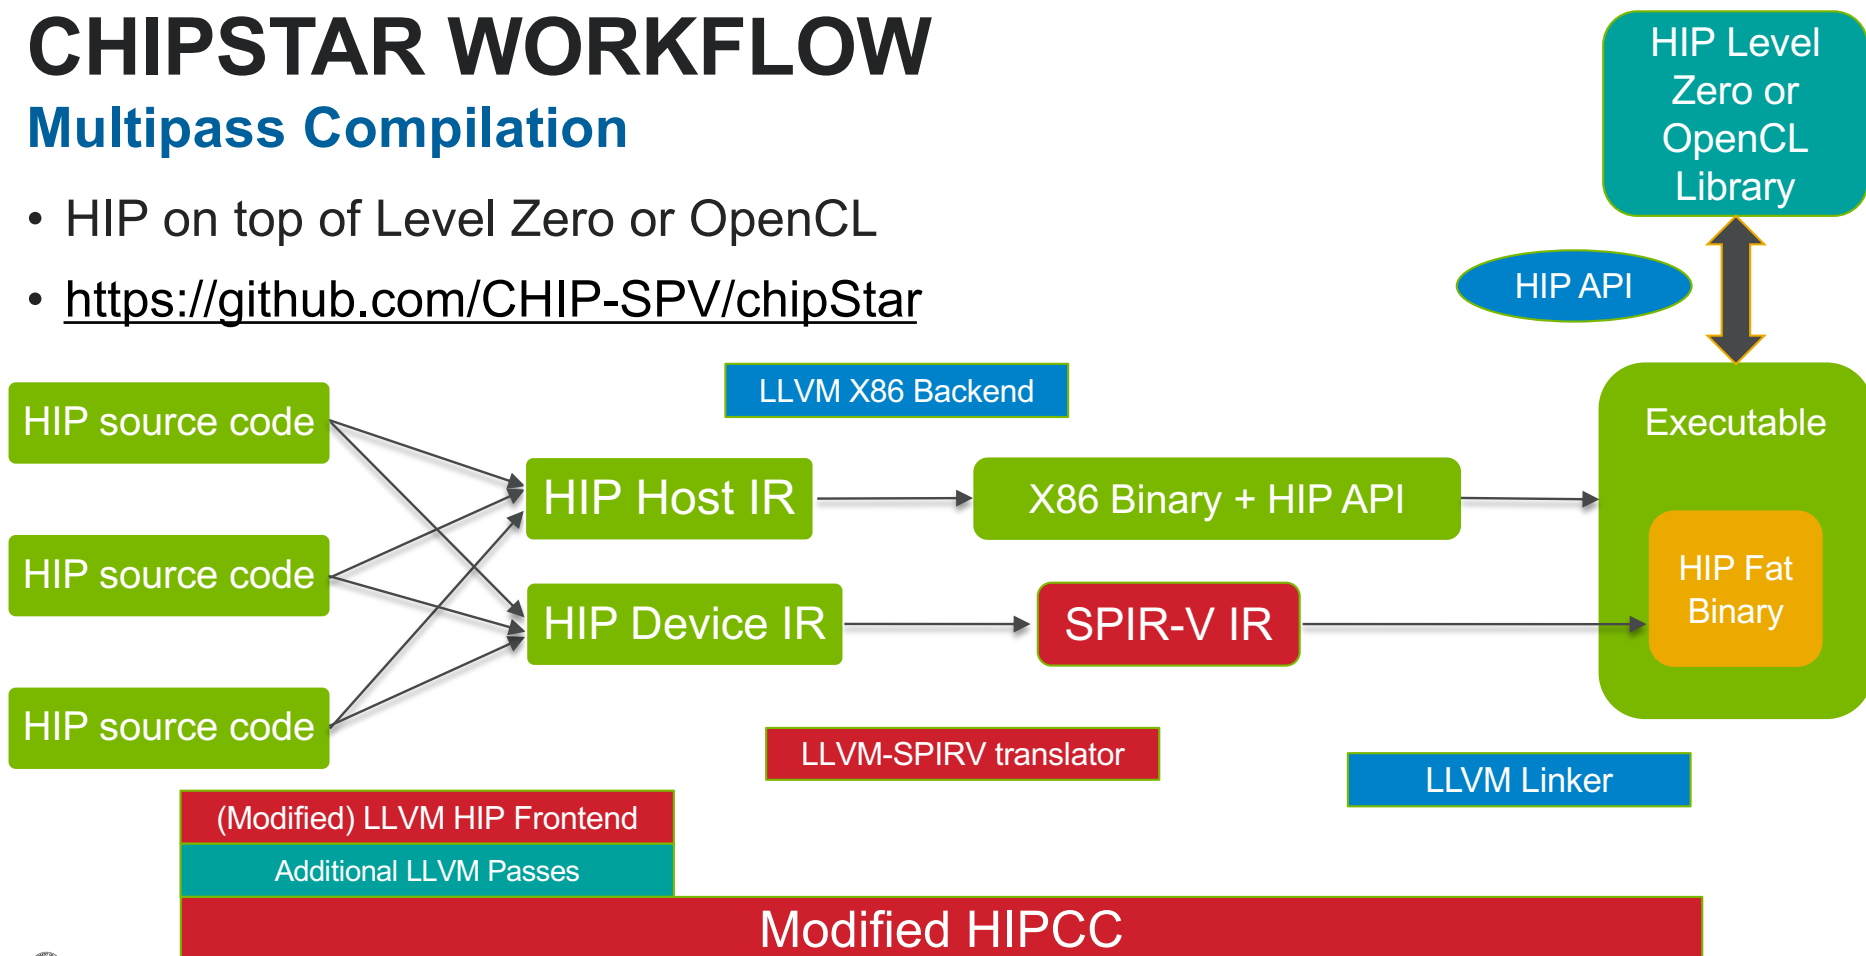 CHIPSTAR WORKFLOW
Multipass Compilation
• HIP on top of Level Zero or OpenCL
• https://github.com/CHIP-SPV/chipStar
HIP Level
Zero or
OpenCL
Library
HIP API
LLVM X86 Backend
HIP source code
HIP source code
HIP source code
HIP Host IR
HIP Device IR
X86 Binary + HIP API
SPIR-V IR
Executable
HIP Fat
Binary
LLVM-SPIRV translator
LLVM Linker
(Modified) LLVM HIP Frontend
Additional LLVM Passes
Modified HIPCC